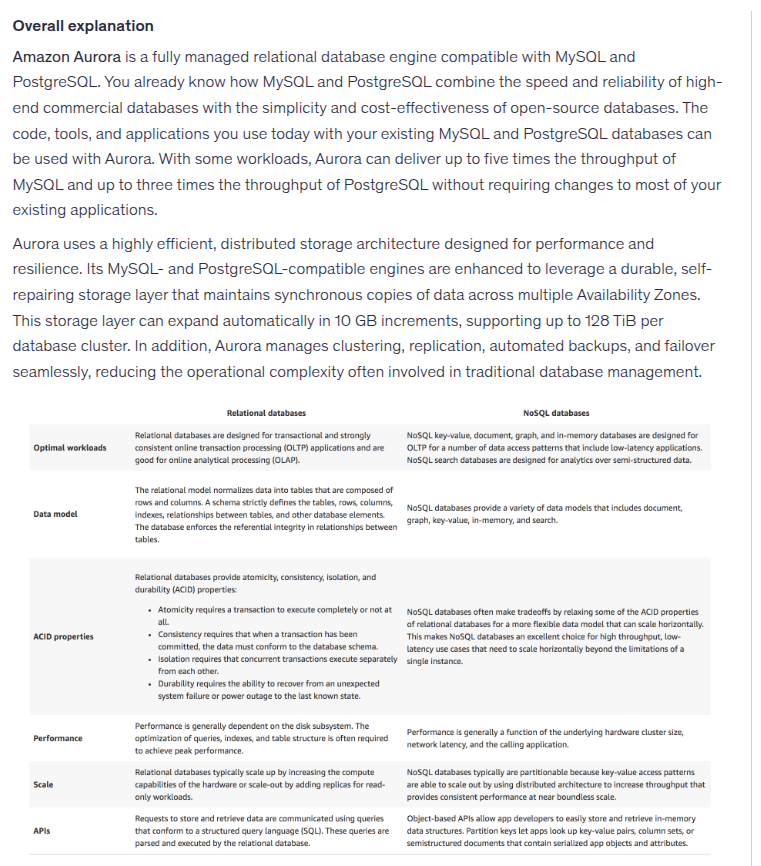 Overall explanation
Amazon Aurora is a fully managed relational database engine compatible with MySQL and
PostgreSQL. You already know how MySQL and PostgreSQL combine the speed and reliability of high-
end commercial databases with the simplicity and cost-effectiveness of open-source databases. The
code, tools, and applications you use today with your existing MySQL and PostgreSQL databases can
be used with Aurora. With some workloads, Aurora can deliver up to five times the throughput of
MySQL and up to three times the throughput of PostgreSQL without requiring changes to most of your
existing applications.
Aurora uses a highly efficient, distributed storage architecture designed for performance and
resilience. Its MySQL- and PostgreSQL-compatible engines are enhanced to leverage a durable, self-
repairing storage layer that maintains synchronous copies of data across multiple Availability Zones.
This storage layer can expand automatically in 10 GB increments, supporting up to 128 TiB per
database cluster. In addition, Aurora manages clustering, replication, automated backups, and failover
seamlessly, reducing the operational complexity often involved in traditional database management.
Relational databases
NoSQL databases
Optimal workloads
Relational databases are designed for transactional and strongly
consistent online transaction processing (OLTP) applications and are
good for online analytical processing (OLAP).
NoSQL key-value, document, graph, and in-memory databases are designed for
OLTP for a number of data access patterns that include low-latency applications.
NoSQL search databases are designed for analytics over semi-structured data.
Data model
The relational model normalizes data into tables that are composed of
rows and columns. A schema strictly defines the tables, rows, columns,
indexes, relationships between tables, and other database elements.
The database enforces the referential integrity in relationships between
tables.
NoSQL databases provide a variety of data models that includes document,
graph, key-value, in-memory, and search.
ACID properties
Relational databases provide atomicity, consistency, isolation, and
durability (ACID) properties:
• Atomicity requires a transaction to execute completely or not at
all.
• Consistency requires that when a transaction has been
committed, the data must conform to the database schema.
• Isolation requires that concurrent transactions execute separately
from each other.
• Durability requires the ability to recover from an unexpected
system failure or power outage to the last known state.
NoSQL databases often make tradeoffs by relaxing some of the ACID properties
of relational databases for a more flexible data model that can scale horizontally.
This makes NoSQL databases an excellent choice for high throughput, low-
latency use cases that need to scale horizontally beyond the limitations of a
single instance.
Performance
Performance is generally dependent on the disk subsystem. The
optimization of queries, indexes, and table structure is often required
to achieve peak performance.
Performance is generally a function of the underlying hardware cluster size,
network latency, and the calling application.
Scale
Relational databases typically scale up by increasing the compute
capabilities of the hardware or scale-out by adding replicas for read-
only workloads.
NoSQL databases typically are partitionable because key-value access patterns
are able to scale out by using distributed architecture to increase throughput that
provides consistent performance at near boundless scale.
APIs
Requests to store and retrieve data are communicated using queries
that conform to a structured query language (SQL). These queries are
parsed and executed by the relational database.
Object-based APIs allow app developers to easily store and retrieve in-memory
data structures. Partition keys let apps look up key-value pairs, column sets, or
semistructured documents that contain serialized app objects and attributes.